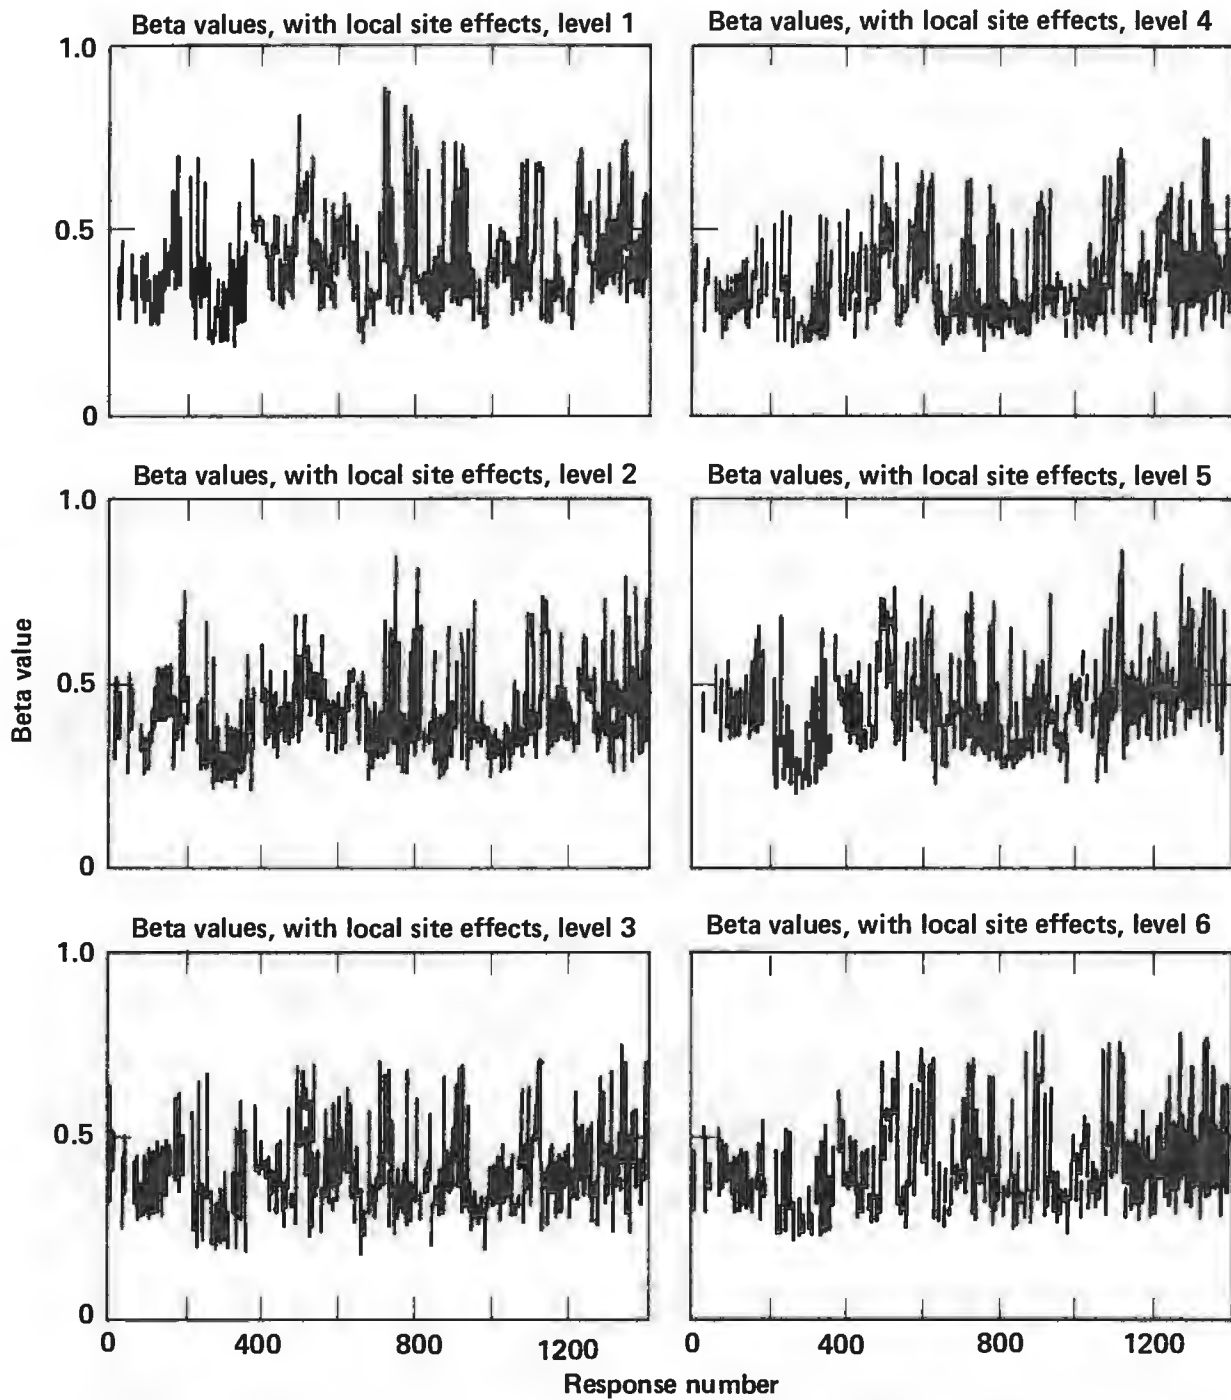 Beta values, with local site effects, level 1
Beta values, with local site effects, level 4
1.0
0.5
0
Beta values, with local site effects, level 2
Beta values, with local site effects, level 5
1.0
0.5
0
Beta value
Beta values, with local site effects, level 3
Beta values, with local site effects, level 6
1.0
0.5
0
0 400 800 1200
0 400 800 1200
Response number